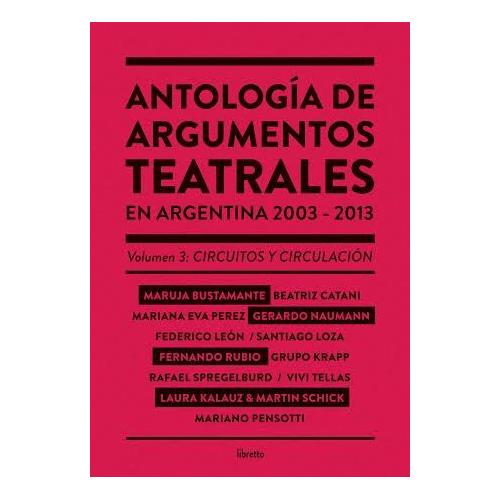 ANTOLOGÍA DE
ARGUMENTOS
TEATRALES
EN ARGENTINA 2003 - 2013
Volumen 3: CIRCUITOS Y CIRCULACIÓN
MARUJA BUSTAMANTE BEATRIZ CATANI
MARIANA EVA PEREZ GERARDO NAUMANN
FEDERICO LEÓN / SANTIAGO LOZA
FERNANDO RUBIO GRUPO KRAPP
RAFAEL SPREGELBURD / VIVI TELLAS
LAURA KALAUZ & MARTIN SCHICK
MARIANO PENSOTTI
libretto